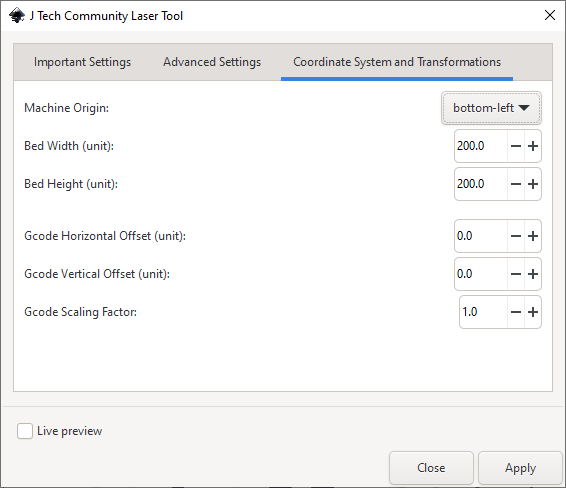 J Tech Community Laser Tool
Important Settings Advanced Settings Coordinate System and Transformations
Machine Origin: bottom-left
Bed Width (unit): 200.0
Bed Height (unit): 200.0
Gcode Horizontal Offset (unit): 0.0
Gcode Vertical Offset (unit): 0.0
Gcode Scaling Factor: 1.0
Live preview
Close Apply